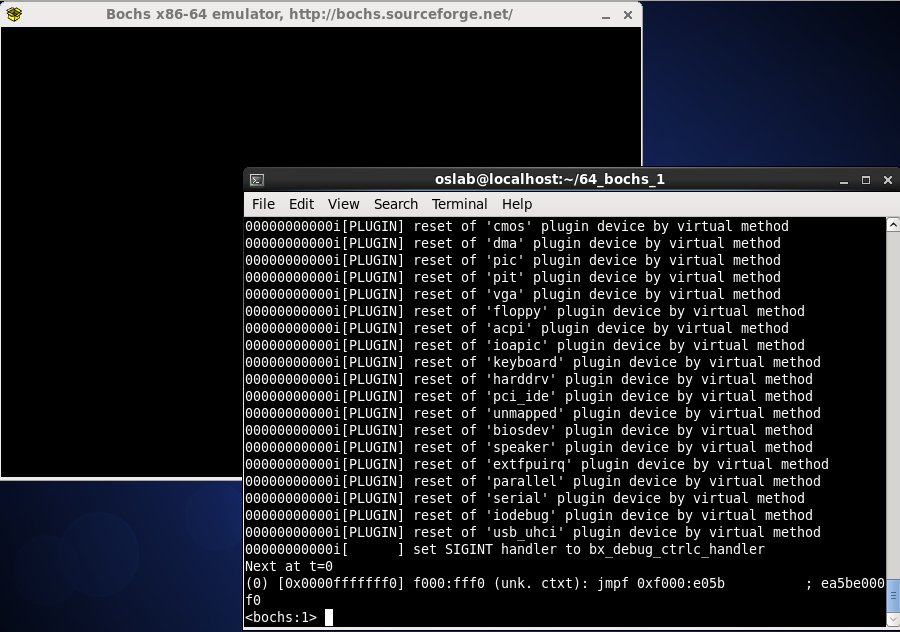 Bochs x86-64 emulator, http://bochs.sourceforge.net/
oslab@localhost:~/64_bochs_1
File Edit View Search Terminal Help
00000000000i[PLUGIN] reset of 'cmos' plugin device by virtual method
00000000000i[PLUGIN] reset of 'dma' plugin device by virtual method
00000000000i[PLUGIN] reset of 'pic' plugin device by virtual method
00000000000i[PLUGIN] reset of 'pit' plugin device by virtual method
00000000000i[PLUGIN] reset of 'vga' plugin device by virtual method
00000000000i[PLUGIN] reset of 'floppy' plugin device by virtual method
00000000000i[PLUGIN] reset of 'acpi' plugin device by virtual method
00000000000i[PLUGIN] reset of 'ioapic' plugin device by virtual method
00000000000i[PLUGIN] reset of 'keyboard' plugin device by virtual method
00000000000i[PLUGIN] reset of 'harddrv' plugin device by virtual method
00000000000i[PLUGIN] reset of 'pci_ide' plugin device by virtual method
00000000000i[PLUGIN] reset of 'unmapped' plugin device by virtual method
00000000000i[PLUGIN] reset of 'biosdev' plugin device by virtual method
00000000000i[PLUGIN] reset of 'speaker' plugin device by virtual method
00000000000i[PLUGIN] reset of 'extfpuirq' plugin device by virtual method
00000000000i[PLUGIN] reset of 'parallel' plugin device by virtual method
00000000000i[PLUGIN] reset of 'serial' plugin device by virtual method
00000000000i[PLUGIN] reset of 'iodebug' plugin device by virtual method
00000000000i[PLUGIN] reset of 'usb_uhci' plugin device by virtual method
00000000000i[      ] set SIGINT handler to bx_debug_ctrlc_handler
Next at t=0
(0) [0x0000fffffff0] f000:fff0 (unk. ctxt): jmpf 0xf000:e05b          ; ea5be000
f0
<bochs:1>